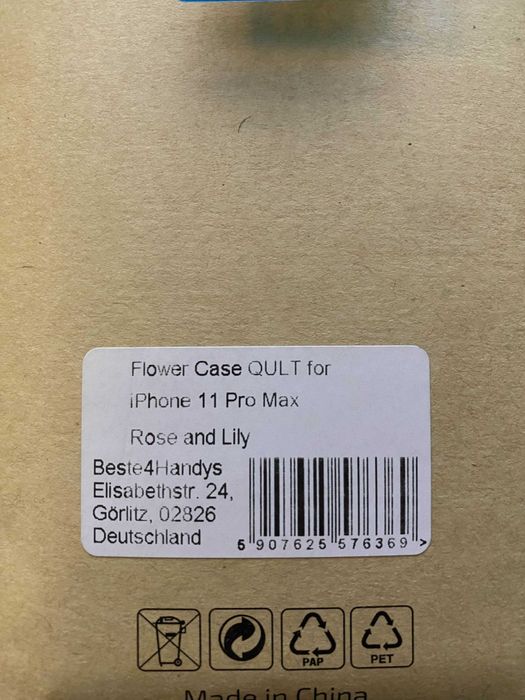 Flower Case QULT for
iPhone 11 Pro Max
Rose and Lily
Beste4Handys
Elisabethstr. 24,
Görlitz, 02826
Deutschland
5 907625 576369 >
PAP
PET
Made in China